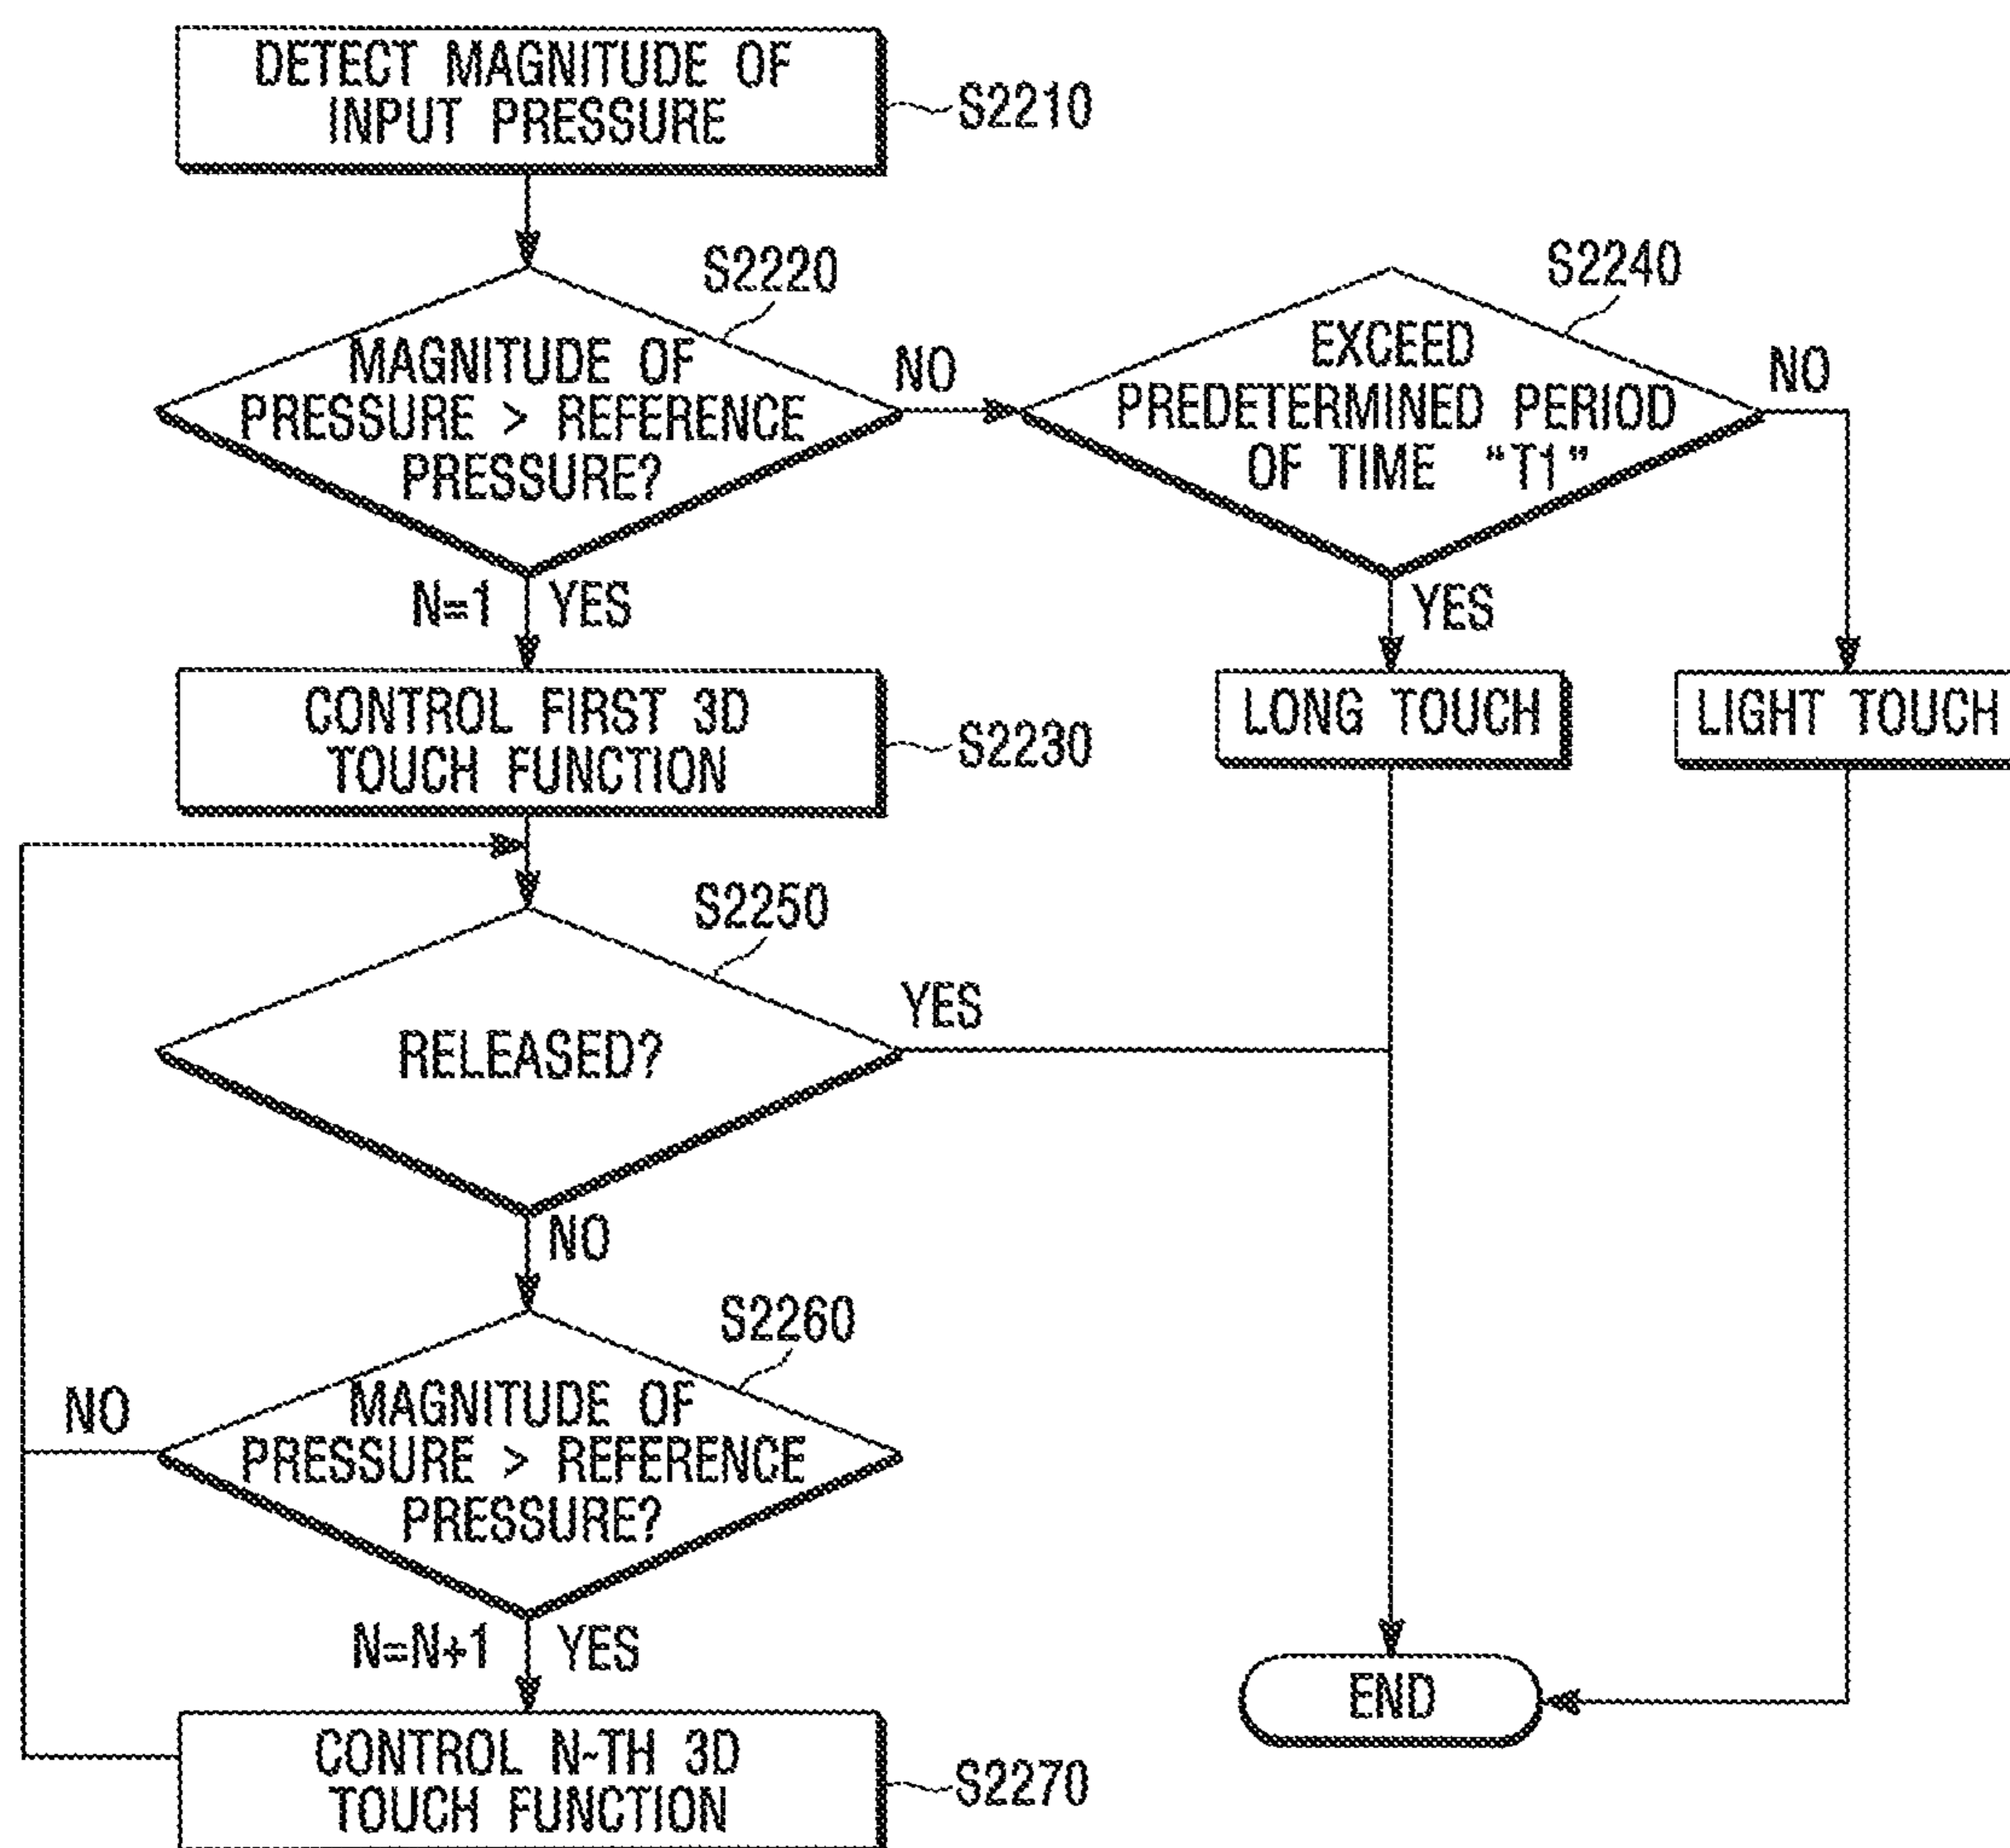 DETECT MAGNITUDE OF
INPUT PRESSURE
S2210
S2220
MAGNITUDE OF
PRESSURE > REFERENCE
PRESSURE?
NO
S2240
EXCEED
PREDETERMINED PERIOD
OF TIME "T1"
NO
N=1
YES
YES
CONTROL FIRST 3D
TOUCH FUNCTION
S2230
LONG TOUCH
LIGHT TOUCH
S2250
RELEASED?
YES
NO
S2260
MAGNITUDE OF
PRESSURE > REFERENCE
PRESSURE?
NO
N=N+1
YES
CONTROL N-TH 3D
TOUCH FUNCTION
S2270
END